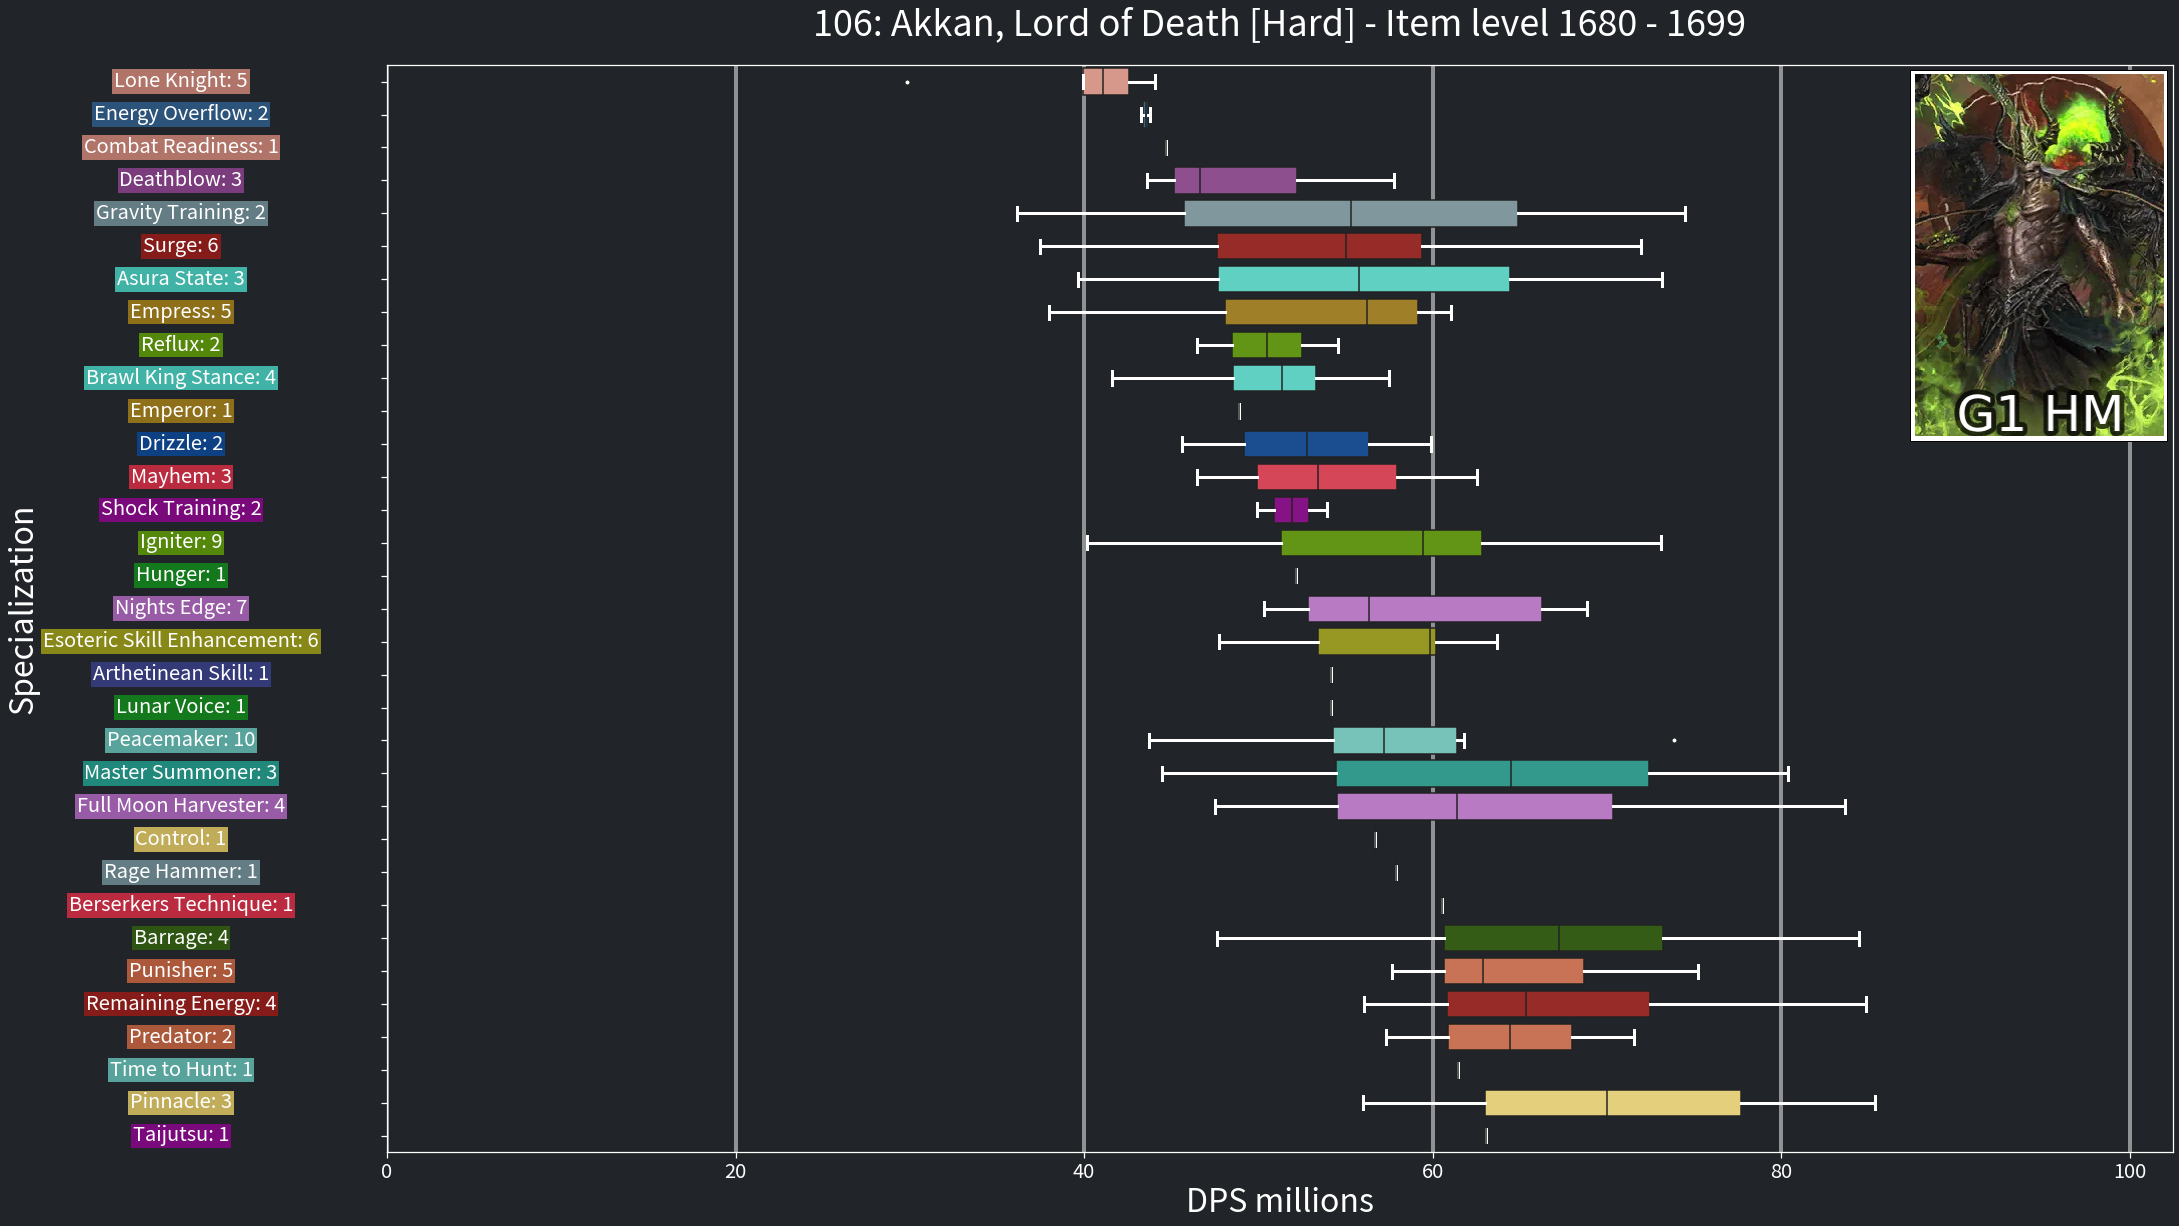 106: Akkan, Lord of Death [Hard] - Item level 1680 - 1699
Lone Knight: 5
Energy Overflow: 2
Combat Readiness: 1
Deathblow: 3
Gravity Training: 2
Surge: 6
Asura State: 3
Empress: 5
Reflux: 2
Brawl King Stance: 4
Emperor: 1
Drizzle: 2
Mayhem: 3
Shock Training: 2
Igniter: 9
Hunger: 1
Nights Edge: 7
Esoteric Skill Enhancement: 6
Arthetinean Skill: 1
Lunar Voice: 1
Peacemaker: 10
Master Summoner: 3
Full Moon Harvester: 4
Control: 1
Rage Hammer: 1
Berserkers Technique: 1
Barrage: 4
Punisher: 5
Remaining Energy: 4
Predator: 2
Time to Hunt: 1
Pinnacle: 3
Taijutsu: 1
Specialization
G1 HM
0 20 40 60 80 100
DPS millions